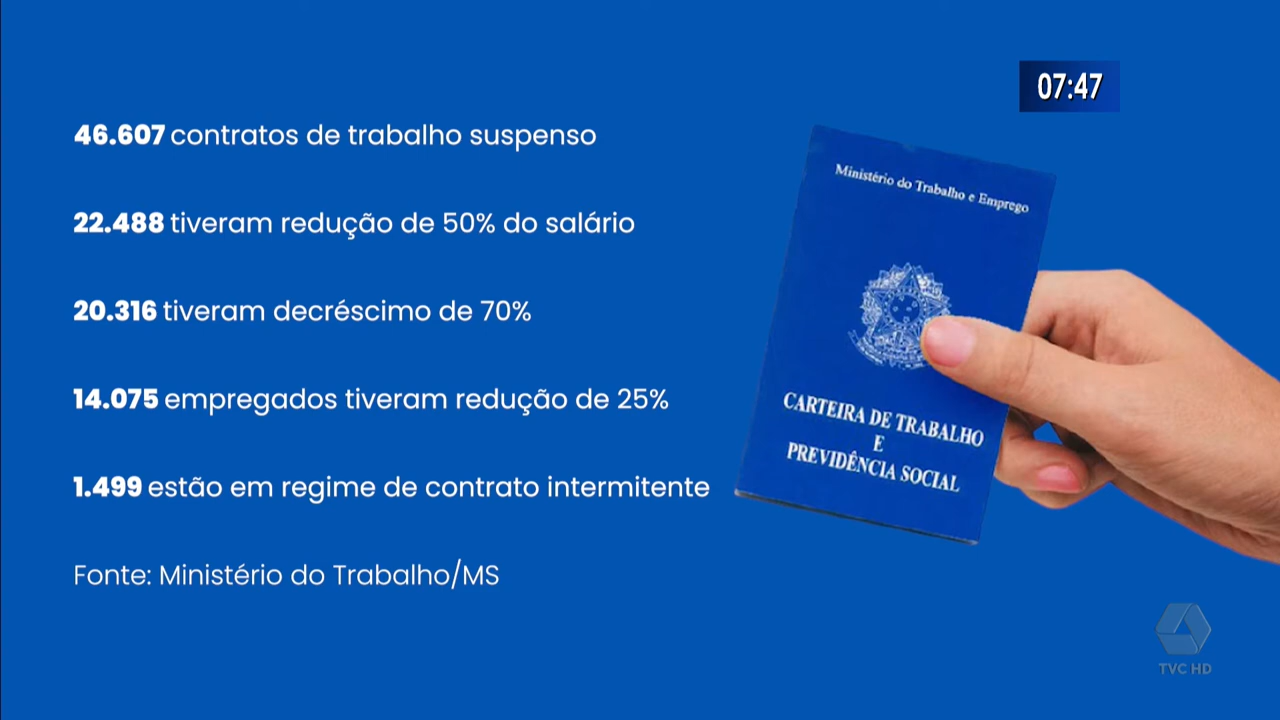 07:47
46.607 contratos de trabalho suspenso
22.488 tiveram redução de 50% do salário
20.316 tiveram decréscimo de 70%
14.075 empregados tiveram redução de 25%
1.499 estão em regime de contrato intermitente
Fonte: Ministério do Trabalho/MS
Ministério do Trabalho e Emprego
CARTEIRA DE TRABALHO
E
PREVIDÊNCIA SOCIAL
TVC HD